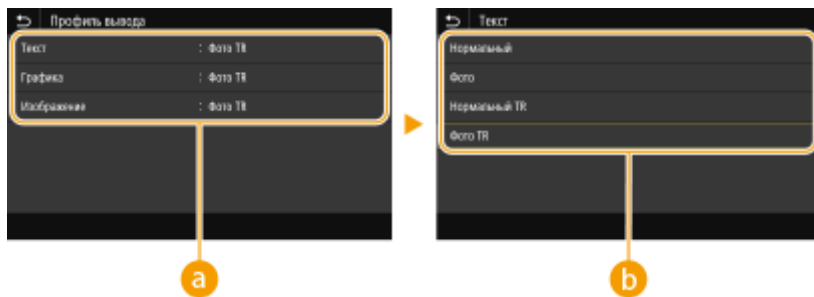 Профиль вывода
Текст : Фото TR
Графика : Фото TR
Изображение : Фото TR
a
Текст
Нормальный
Фото
Нормальный TR
Фото TR
b